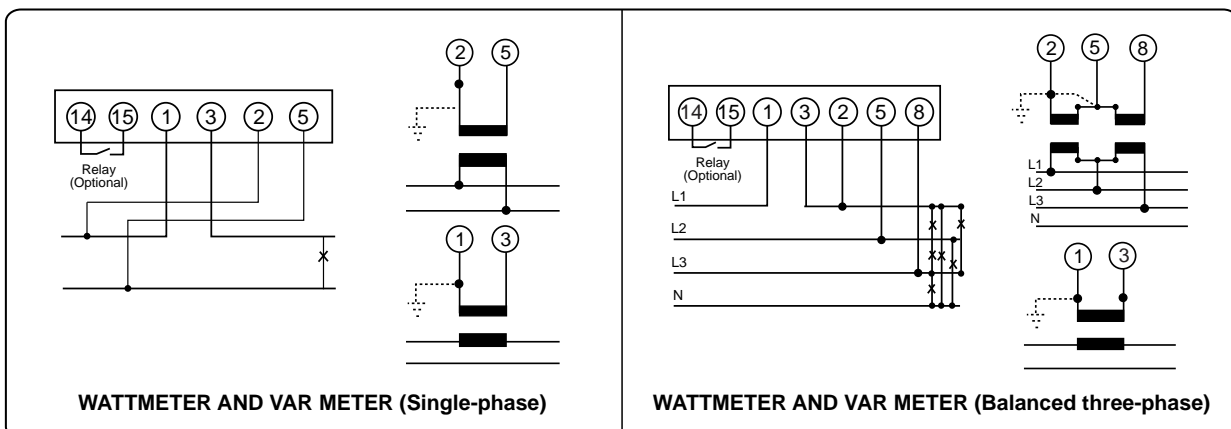 2 5
14 15 1 3 2 5
Relay
(Optional)
1 3
WATTMETER AND VAR METER (Single-phase)
2 5 8
14 15 1 3 2 5 8
Relay
(Optional)
L1
L2
L3
N
L1
L2
L3
N
1 3
WATTMETER AND VAR METER (Balanced three-phase)